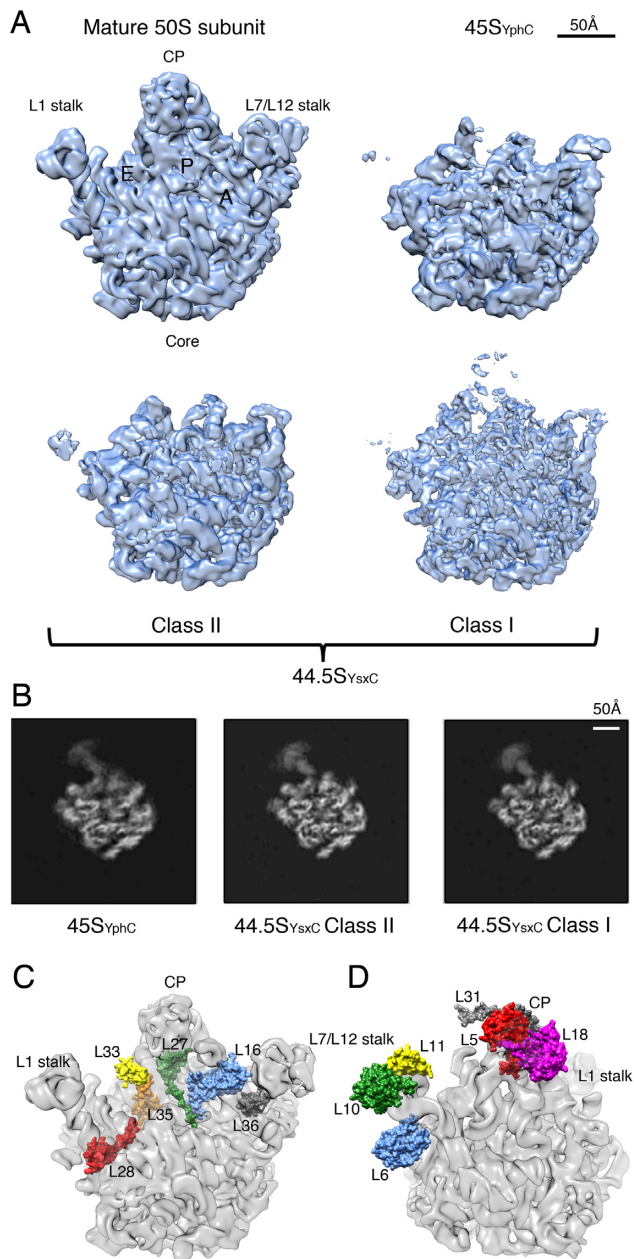 A
Mature 50S subunit
45SYphC
50Å
CP
L1 stalk
L7/L12 stalk
E
P
A
Core
Class II
Class I
44.5SYsxC
B
50Å
45SYphC
44.5SYsxC Class II
44.5SYsxC Class I
C
CP
L1 stalk
L33
L27
L16
L35
L36
L28
D
L31
CP
L7/L12 stalk
L11
L5
L18
L1 stalk
L10
L6